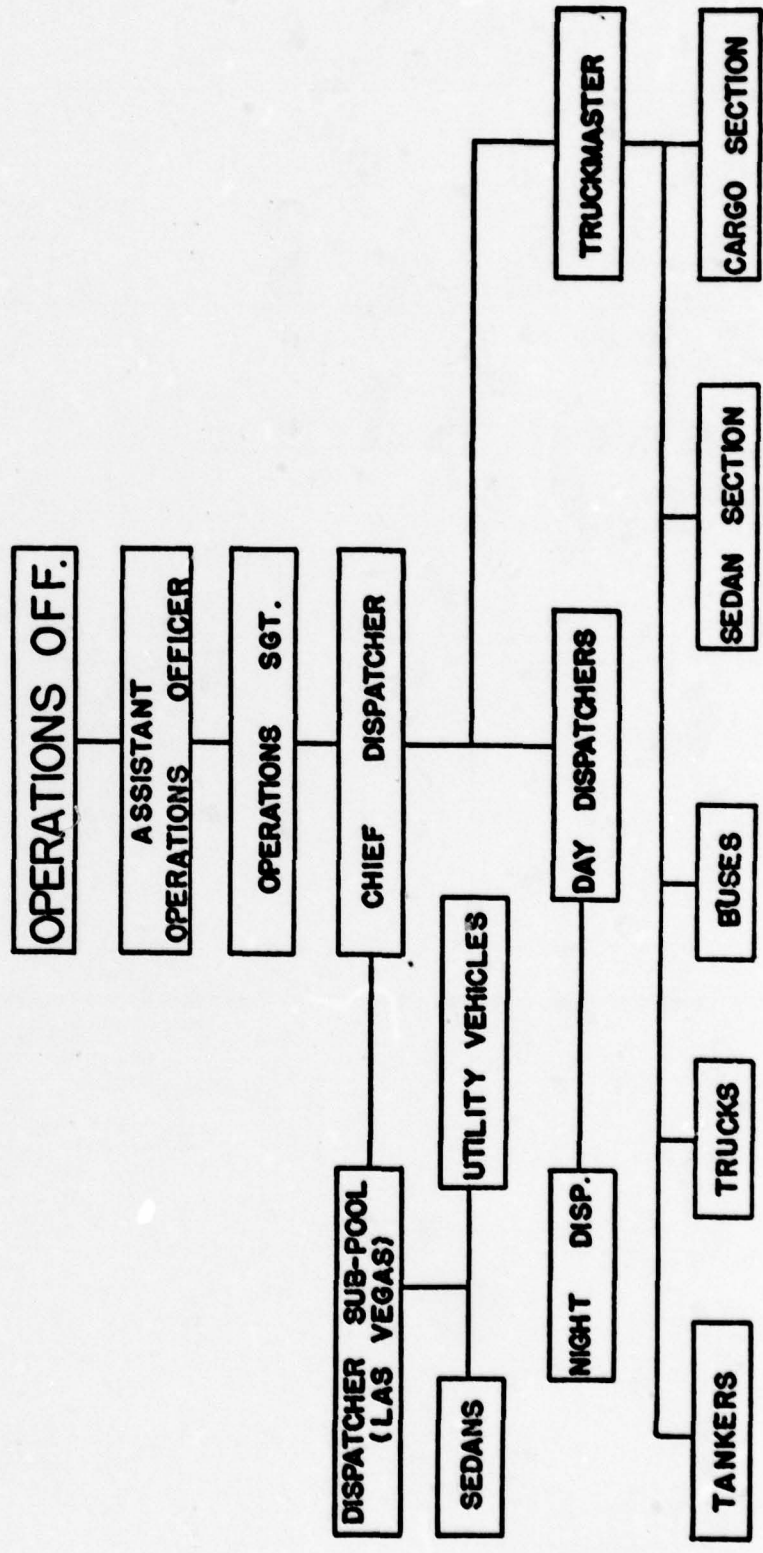 OPERATIONS OFF.
ASSISTANT
OPERATIONS OFFICER
OPERATIONS SGT.
DISPATCHER SUB-POOL
(LAS VEGAS)
CHIEF DISPATCHER
SEDANS
UTILITY VEHICLES
NIGHT DISP.
DAY DISPATCHERS
TRUCKMASTER
TANKERS
TRUCKS
BUSES
SEDAN SECTION
CARGO SECTION